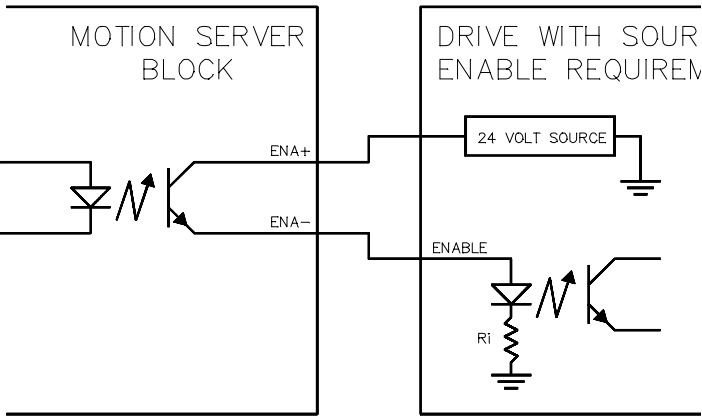 MOTION SERVER
BLOCK
DRIVE WITH SOUR
ENABLE REQUIREM
24 VOLT SOURCE
ENA+
ENA-
ENABLE
Ri